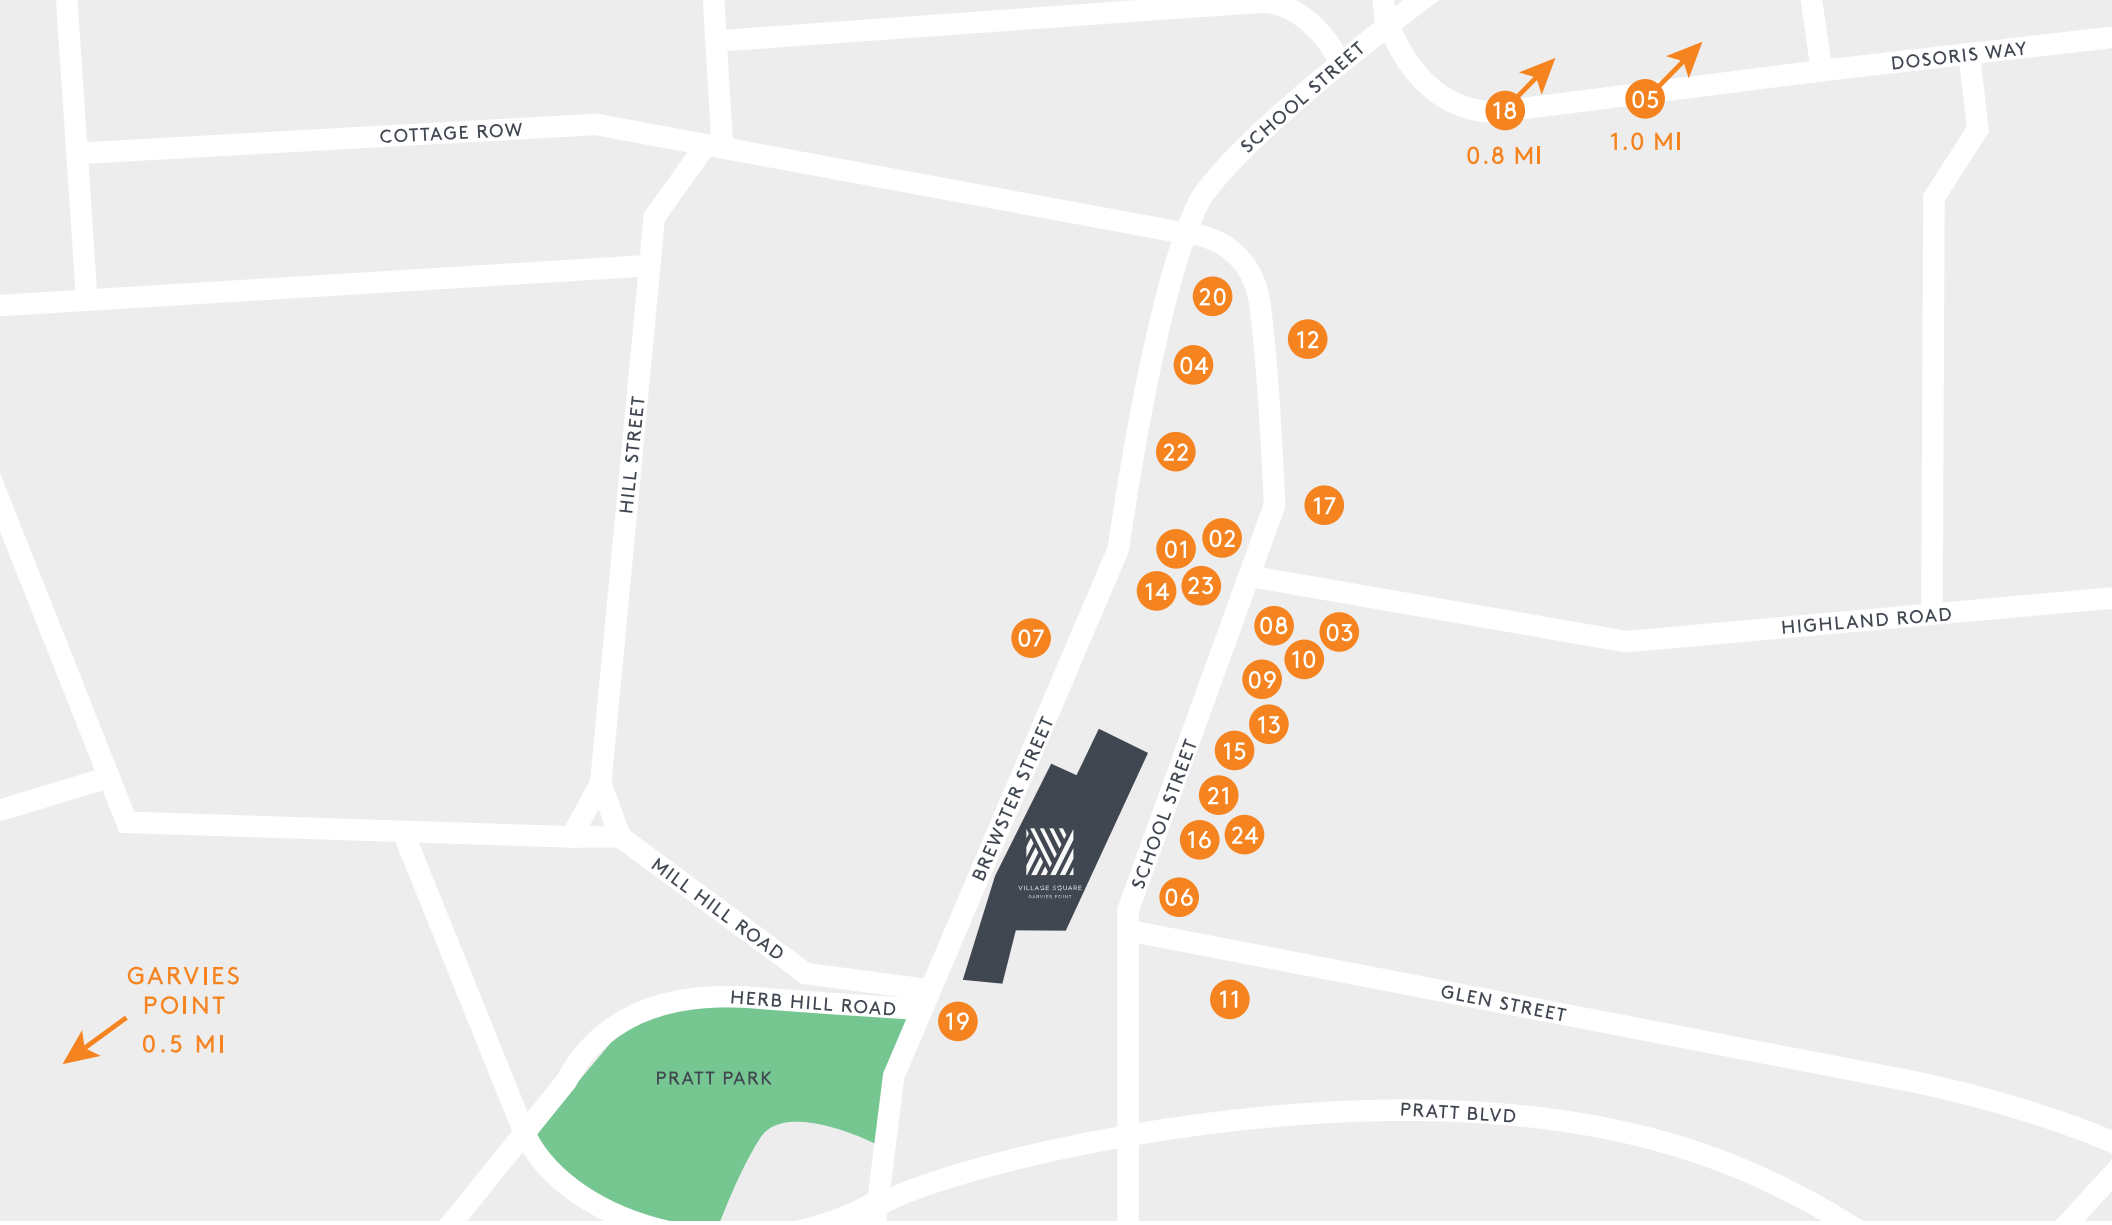 DOSORIS WAY
SCHOOL STREET
18
05
0.8 MI
1.0 MI
COTTAGE ROW
20
12
04
HILL STREET
22
17
02
01
23
14
07
08
03
10
09
HIGHLAND ROAD
13
15
BREWSTER STREET
SCHOOL STREET
21
24
16
VILLAGE SQUARE
GARVIES POINT
06
MILL HILL ROAD
GARVIES
POINT
0.5 MI
HERB HILL ROAD
19
11
GLEN STREET
PRATT PARK
PRATT BLVD